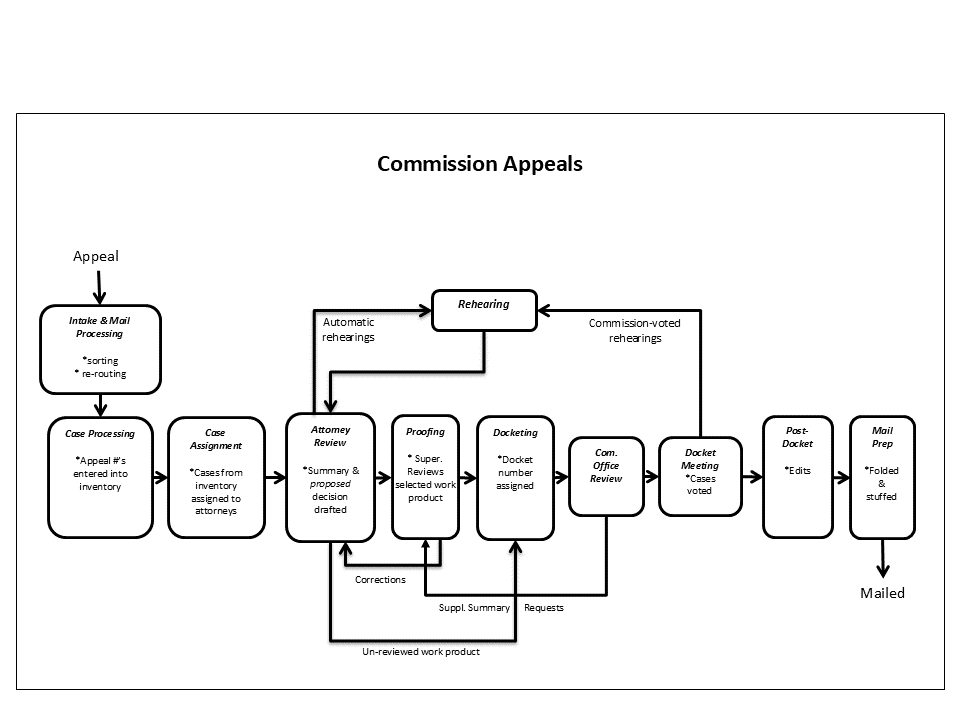 Commission Appeals
Appeal
Intake & Mail
Processing
*sorting
* re-routing
Rehearing
Automatic
rehearings
Commission-voted
rehearings
Case Processing
*Appeal #'s
entered into
inventory
Case
Assignment
*Cases from
inventory
assigned to
attorneys
Attorney
Review
*Summary &
proposed
decision
drafted
Proofing
* Super.
Reviews
selected work
product
Docketing
*Docket
number
assigned
Com.
Office
Review
Docket
Meeting
*Cases
voted
Post-
Docket
*Edits
Mail
Prep
*Folded
&
stuffed
Corrections
Suppl. Summary Requests
Un-reviewed work product
Mailed